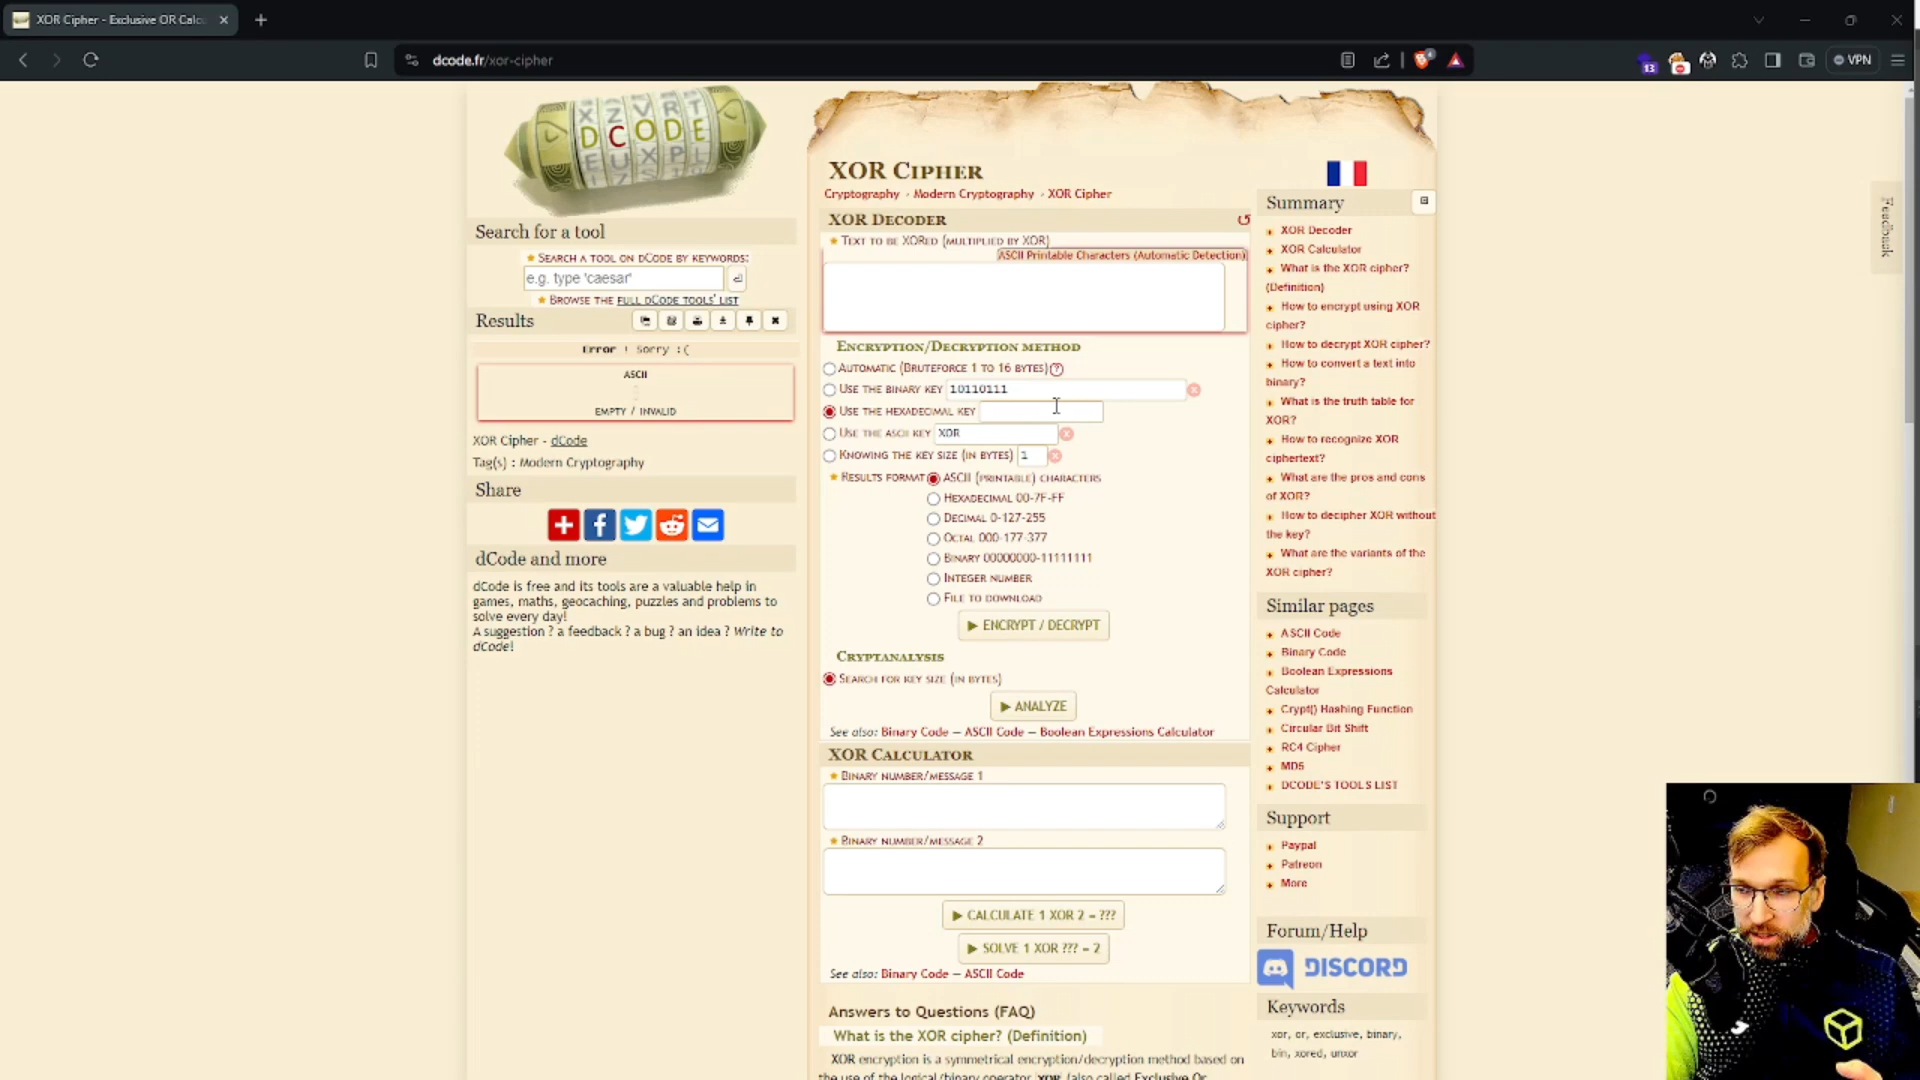 XOR Cipher - Exclusive OR Calc
dcode.fr/xor-cipher
13
4
VPN
X Z V R T
D C O D E
E U X P L
Search for a tool
SEARCH A TOOL ON DCODE BY KEYWORDS:
e.g. type 'caesar'
BROWSE THE FULL DCODE TOOLS' LIST
Results
Error ! Sorry :(
ASCII
:
EMPTY / INVALID
XOR Cipher - dCode
Tag(s) : Modern Cryptography
Share
dCode and more
dCode is free and its tools are a valuable help in
games, maths, geocaching, puzzles and problems to
solve every day!
A suggestion ? a feedback ? a bug ? an idea ? Write to
dCode!
XOR CIPHER
Cryptography › Modern Cryptography › XOR Cipher
XOR DECODER
TEXT TO BE XORED (MULTIPLIED BY XOR)
ASCII Printable Characters (Automatic Detection)
ENCRYPTION/DECRYPTION METHOD
AUTOMATIC (BRUTEFORCE 1 TO 16 BYTES) ?
USE THE BINARY KEY 10110111
USE THE HEXADECIMAL KEY
USE THE ASCII KEY XOR
KNOWING THE KEY SIZE (IN BYTES) 1
RESULTS FORMAT ASCII (PRINTABLE) CHARACTERS
HEXADECIMAL 00-7F-FF
DECIMAL 0-127-255
OCTAL 000-177-377
BINARY 00000000-11111111
INTEGER NUMBER
FILE TO DOWNLOAD
▶ ENCRYPT / DECRYPT
CRYPTANALYSIS
SEARCH FOR KEY SIZE (IN BYTES)
▶ ANALYZE
See also: Binary Code — ASCII Code — Boolean Expressions Calculator
XOR CALCULATOR
BINARY NUMBER/MESSAGE 1
BINARY NUMBER/MESSAGE 2
▶ CALCULATE 1 XOR 2 = ???
▶ SOLVE 1 XOR ??? = 2
See also: Binary Code — ASCII Code
Answers to Questions (FAQ)
What is the XOR cipher? (Definition)
XOR encryption is a symmetrical encryption/decryption method based on
the use of the logical/binary operator XOR (also called Exclusive Or
Summary
XOR Decoder
XOR Calculator
What is the XOR cipher?
(Definition)
How to encrypt using XOR
cipher?
How to decrypt XOR cipher?
How to convert a text into
binary?
What is the truth table for
XOR?
How to recognize XOR
ciphertext?
What are the pros and cons
of XOR?
How to decipher XOR without
the key?
What are the variants of the
XOR cipher?
Similar pages
ASCII Code
Binary Code
Boolean Expressions
Calculator
Crypt() Hashing Function
Circular Bit Shift
RC4 Cipher
MD5
DCODE'S TOOLS LIST
Support
Paypal
Patreon
More
Forum/Help
DISCORD
Keywords
xor, or, exclusive, binary,
bin, xored, unxor
Feedback